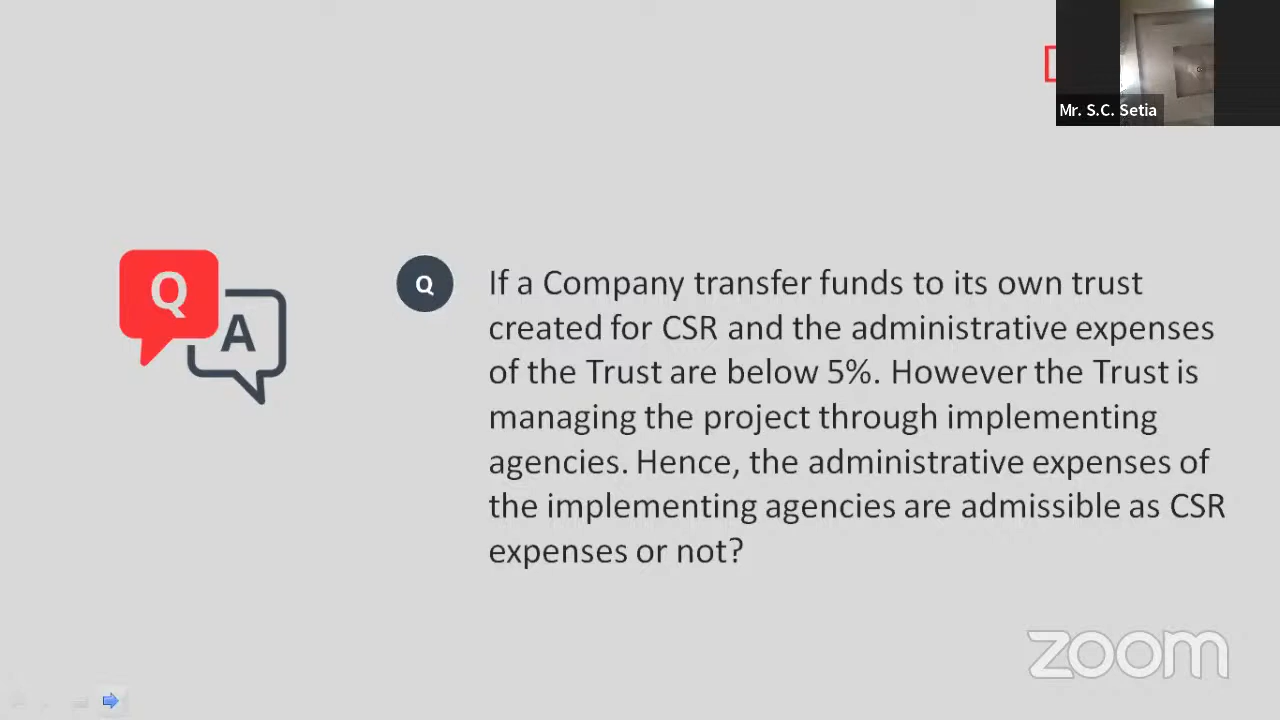 Mr. S.C. Setia
Q
A
Q
If a Company transfer funds to its own trust
created for CSR and the administrative expenses
of the Trust are below 5%. However the Trust is
managing the project through implementing
agencies. Hence, the administrative expenses of
the implementing agencies are admissible as CSR
expenses or not?
zoom